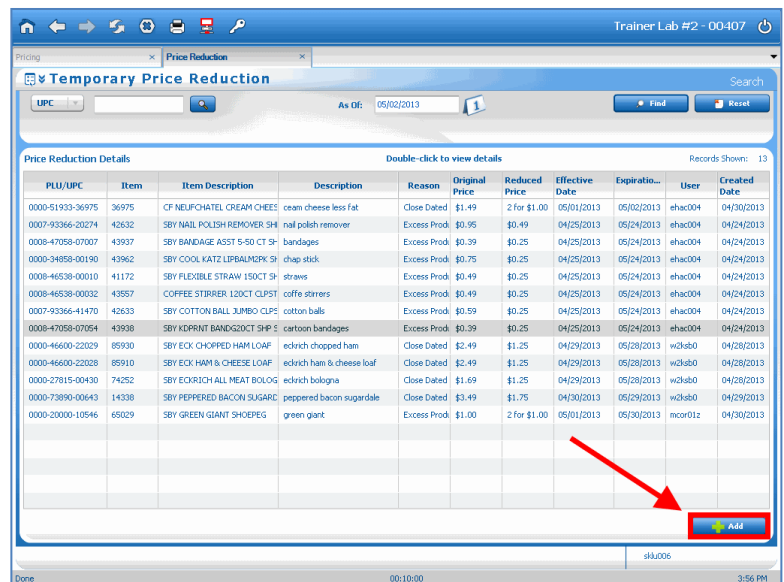 Trainer Lab #2 - 00407
Pricing × Price Reduction ×
Temporary Price Reduction Search
UPC As Of: 05/02/2013 1 Find Reset
Price Reduction Details Double-click to view details Records Shown: 13
PLU/UPC Item Item Description Description Reason Original Price Reduced Price Effective Date Expiratio... User Created Date
0000-51933-36975 36975 CF NEUFCHATEL CREAM CHEES ceam cheese less fat Close Dated $1.49 2 for $1.00 05/01/2013 05/02/2013 ehac004 04/30/2013
0007-93366-20274 42632 SBY NAIL POLISH REMOVER SHI nail polish remover Excess Prod $0.95 $0.49 04/25/2013 05/24/2013 ehac004 04/24/2013
0008-47058-07007 43937 SBY BANDAGE ASST 5-50 CT SH bandages Excess Prod $0.39 $0.25 04/25/2013 05/24/2013 ehac004 04/24/2013
0000-34858-00190 43962 SBY COOL KATZ LIPBALM2PK SH chap stick Excess Prod $0.75 $0.25 04/25/2013 05/24/2013 ehac004 04/24/2013
0008-46538-00010 41172 SBY FLEXIBLE STRAW 150CT SH straws Excess Prod $0.49 $0.25 04/25/2013 05/24/2013 ehac004 04/24/2013
0008-46538-00032 43557 COFFEE STIRRER 120CT CLPST coffe stirrers Excess Prod $0.49 $0.25 04/25/2013 05/24/2013 ehac004 04/24/2013
0007-93366-41470 42633 SBY COTTON BALL JUMBO CLPS cotton balls Excess Prod $0.59 $0.25 04/25/2013 05/24/2013 ehac004 04/24/2013
0008-47058-07054 43938 SBY KDPRNT BANDG20CT SHP S cartoon bandages Excess Prod $0.39 $0.25 04/25/2013 05/24/2013 ehac004 04/24/2013
0000-46600-22029 85930 SBY ECK CHOPPED HAM LOAF eckrich chopped ham Close Dated $2.49 $1.25 04/29/2013 05/28/2013 w2ksb0 04/28/2013
0000-46600-22028 85910 SBY ECK HAM & CHEESE LOAF eckrich ham & cheese loaf Close Dated $2.49 $1.25 04/29/2013 05/28/2013 w2ksb0 04/28/2013
0000-27815-00430 74252 SBY ECKRICH ALL MEAT BOLOG eckrich bologna Close Dated $1.69 $1.25 04/29/2013 05/28/2013 w2ksb0 04/28/2013
0000-73890-00643 14338 SBY PEPPERED BACON SUGARD peppered bacon sugardale Close Dated $3.49 $1.75 04/30/2013 05/29/2013 w2ksb0 04/29/2013
0000-20000-10546 65029 SBY GREEN GIANT SHOEPEG green giant Excess Prod $1.00 2 for $1.00 05/01/2013 05/30/2013 mcor01z 04/30/2013
Add
sklu006
Done 00:10:00 3:56 PM